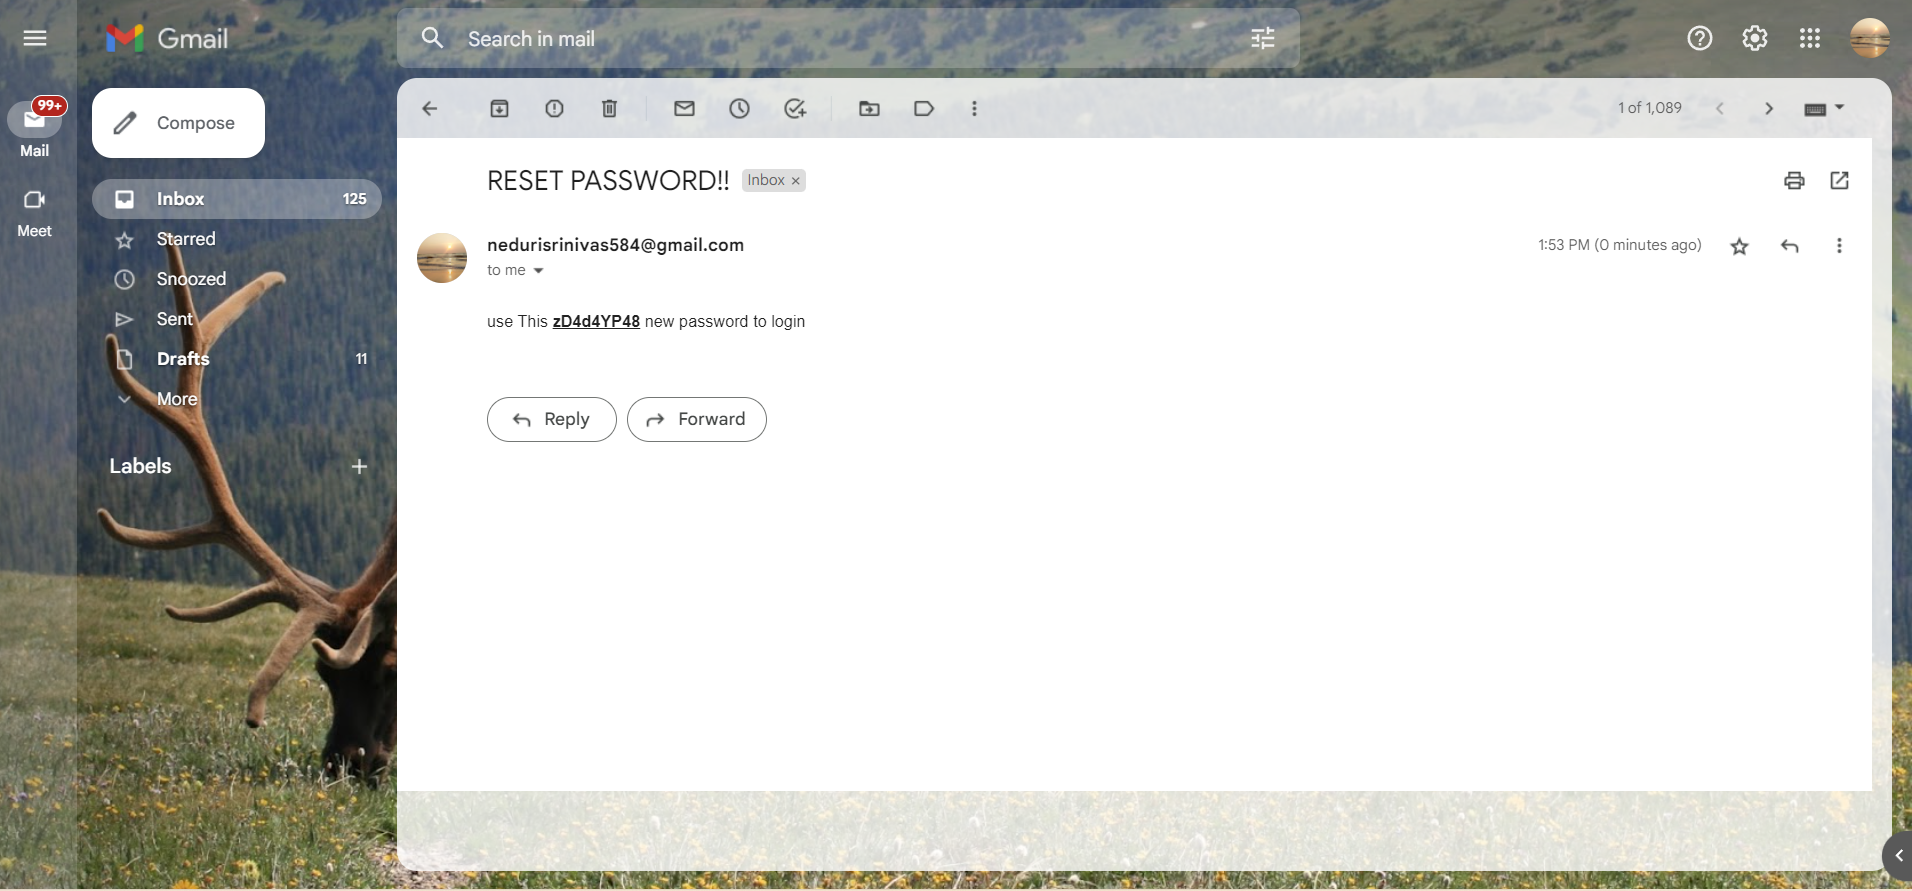 Gmail
Search in mail
99+
Mail
Meet
Compose
Inbox 125
Starred
Snoozed
Sent
Drafts 11
More
Labels
1 of 1,089
RESET PASSWORD!! Inbox ×
nedurisrinivas584@gmail.com
1:53 PM (0 minutes ago)
to me
use This zD4d4YP48 new password to login
Reply
Forward